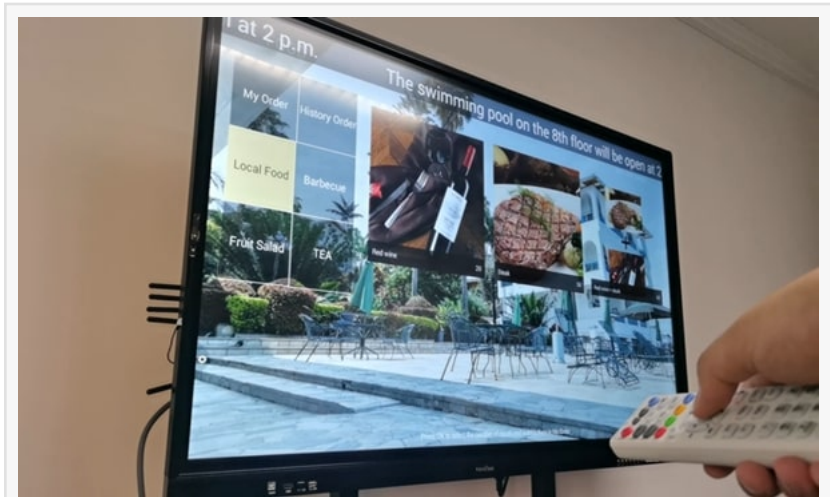 l at 2 p.m.
The swimming pool on the 8th floor will be open at 2
My Order
History Order
Local Food
Barbecue
Fruit Salad
TEA
Red wine
Steak